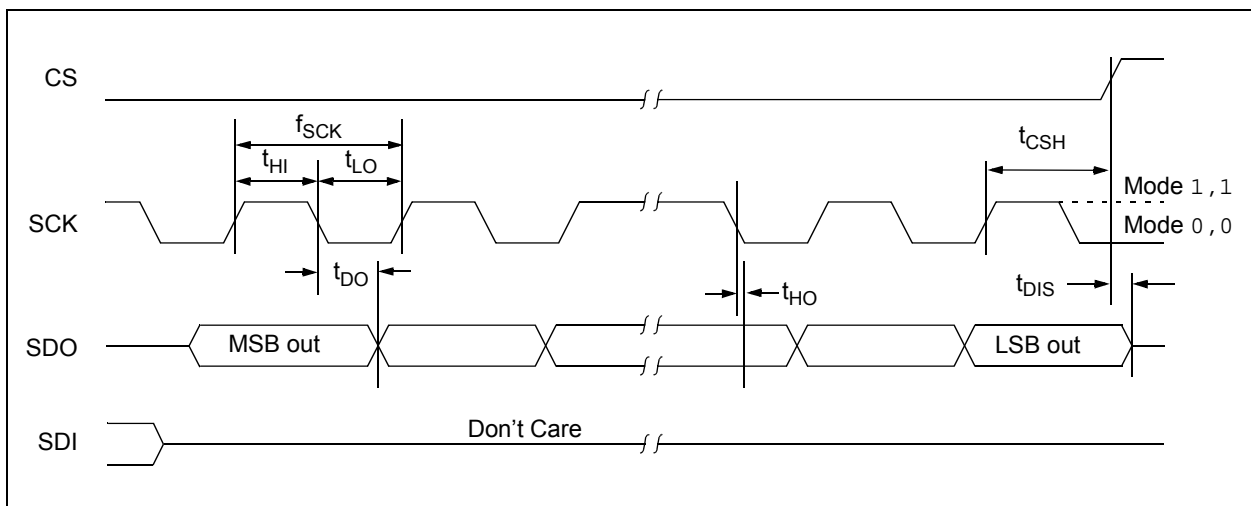 CS
fSCK
tHI
tLO
tCSH
Mode 1,1
SCK
Mode 0,0
tDO
tHO
tDIS
SDO
MSB out
LSB out
SDI
Don't Care